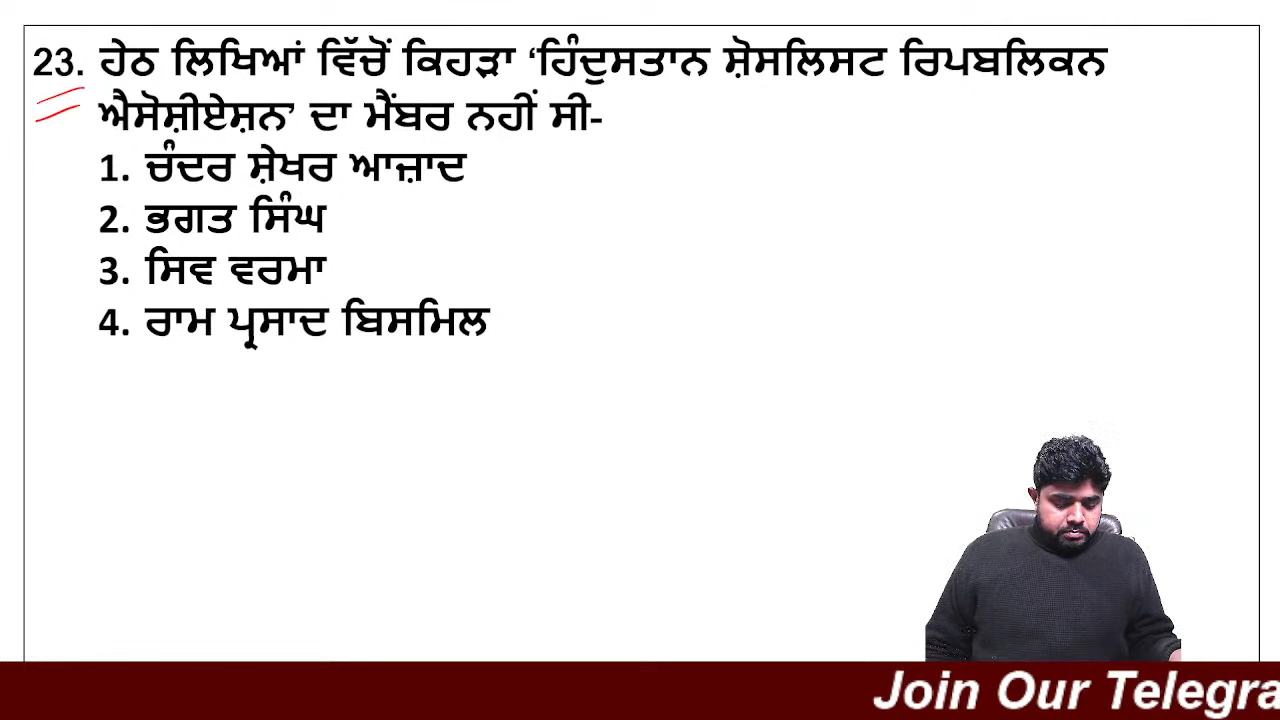 23. ਹੇਠ ਲਿਖਿਆਂ ਵਿੱਚੋਂ ਕਿਹੜਾ ‘ਹਿੰਦੁਸਤਾਨ ਸ਼ੋਸਲਿਸਟ ਰਿਪਬਲਿਕਨ
ਐਸੋਸ਼ੀਏਸ਼ਨ’ ਦਾ ਮੈਂਬਰ ਨਹੀਂ ਸੀ-
1. ਚੰਦਰ ਸ਼ੇਖਰ ਆਜ਼ਾਦ
2. ਭਗਤ ਸਿੰਘ
3. ਸਿਵ ਵਰਮਾ
4. ਰਾਮ ਪ੍ਰਸਾਦ ਬਿਸਮਿਲ
Join Our Telegra